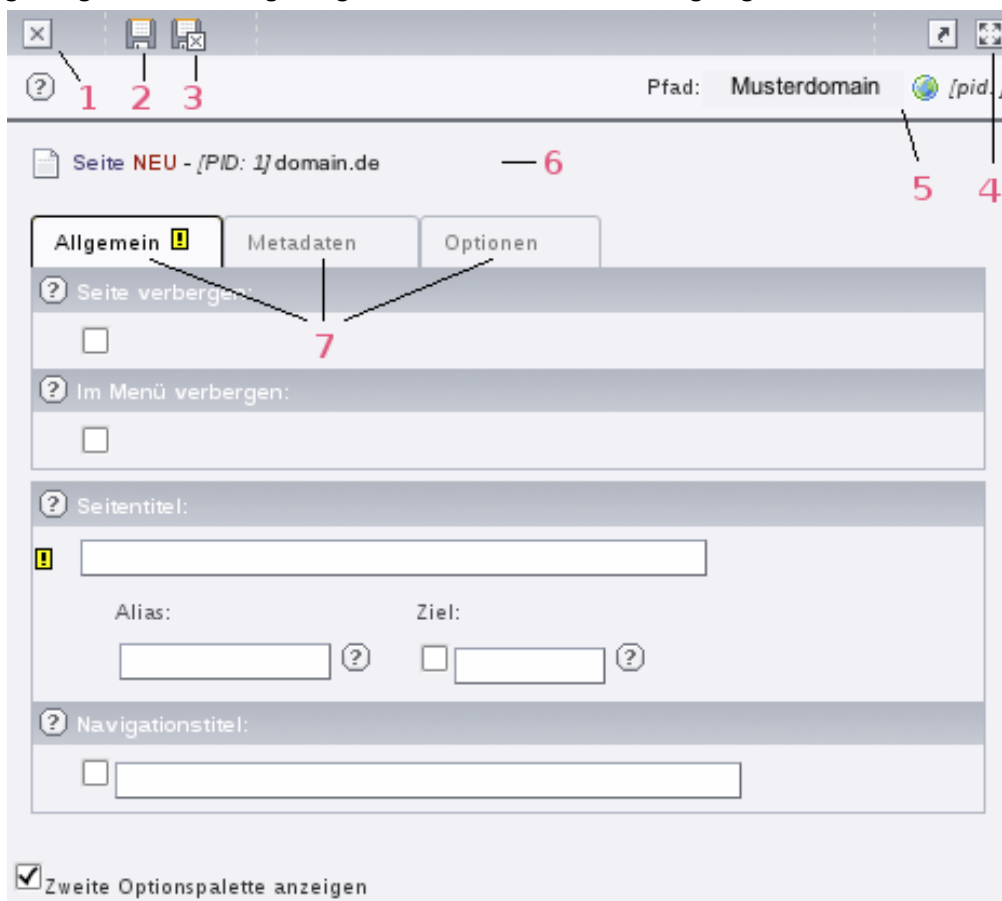 1 2 3
Pfad: Musterdomain [pid.
5 4
Seite NEU - [PID: 1] domain.de
6
Allgemein Metadaten Optionen
Seite verbergen:
7
Im Menü verbergen:
Seitentitel:
Alias: Ziel:
Navigationstitel:
Zweite Optionspalette anzeigen